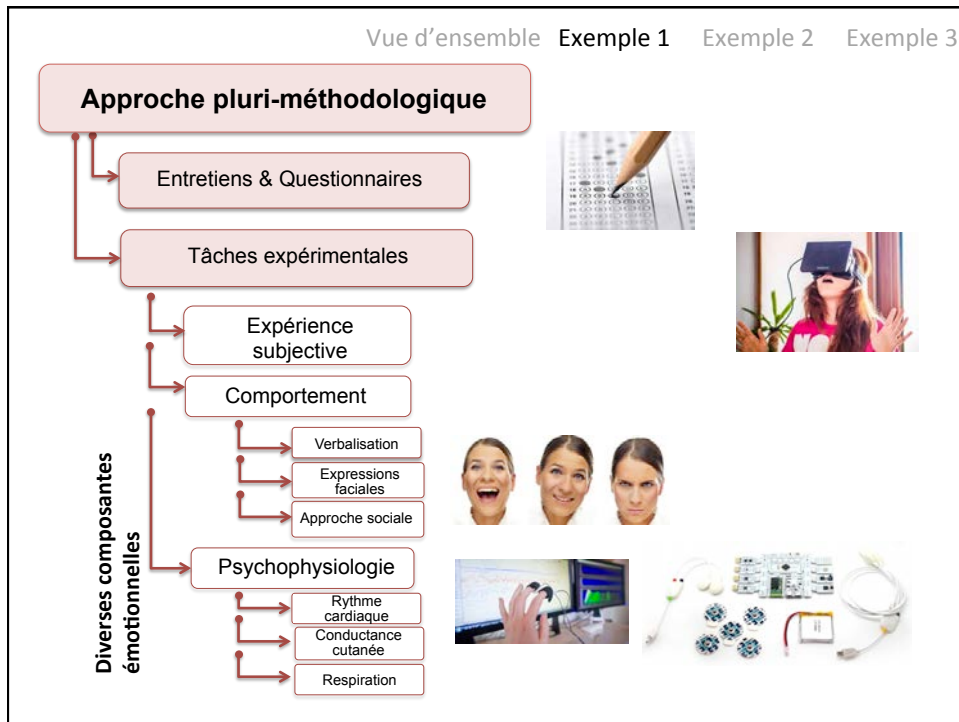 Vue d'ensemble Exemple 1 Exemple 2 Exemple 3
Approche pluri-méthodologique
Entretiens & Questionnaires
Tâches expérimentales
Expérience
subjective
Comportement
Verbalisation
Expressions
faciales
Approche sociale
Diverses composantes
émotionnelles
Psychophysiologie
Rythme
cardiaque
Conductance
cutanée
Respiration